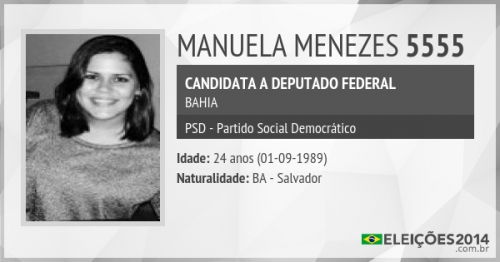 MANUELA MENEZES 5555
CANDIDATA A DEPUTADO FEDERAL
BAHIA
PSD - Partido Social Democrático
Idade: 24 anos (01-09-1989)
Naturalidade: BA - Salvador
ELEIÇÕES2014
.com.br